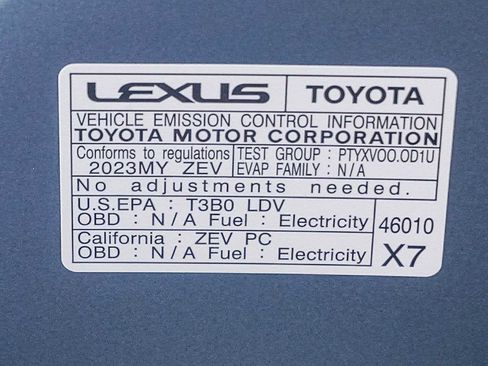 LEXUS TOYOTA
VEHICLE EMISSION CONTROL INFORMATION
TOYOTA MOTOR CORPORATION
Conforms to regulations TEST GROUP : PTYXV00.0D1U
2023MY ZEV EVAP FAMILY : N/A
No adjustments needed.
U.S.EPA : T3B0 LDV
OBD : N/A Fuel : Electricity 46010
California : ZEV PC
OBD : N/A Fuel : Electricity X7